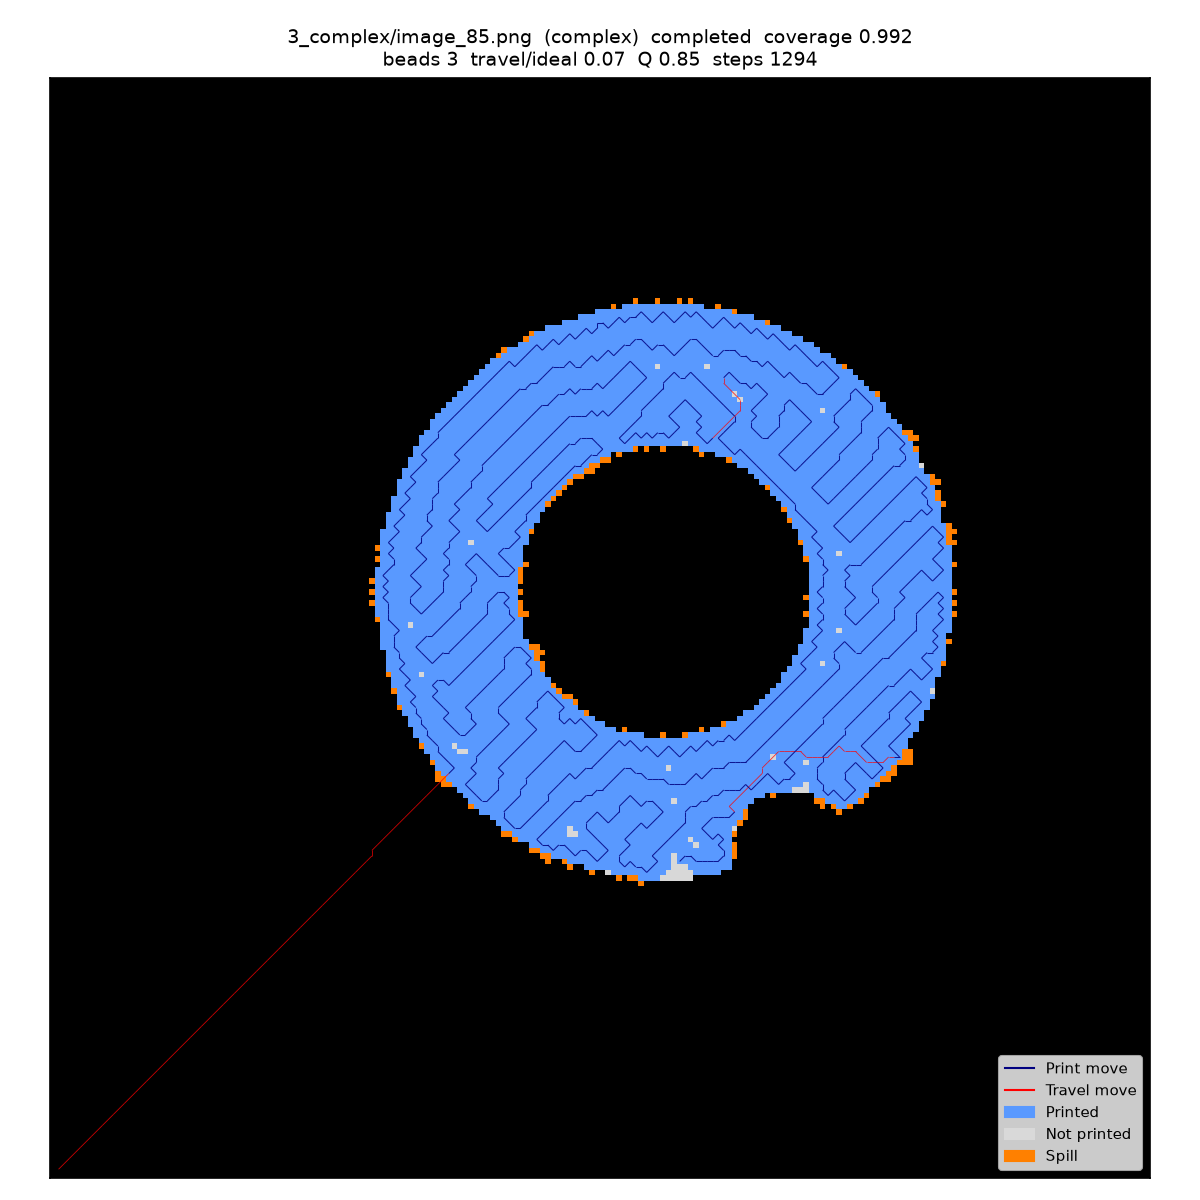 3_complex/image_85.png  (complex)  completed  coverage 0.992
beads 3  travel/ideal 0.07  Q 0.85  steps 1294
Print move
Travel move
Printed
Not printed
Spill